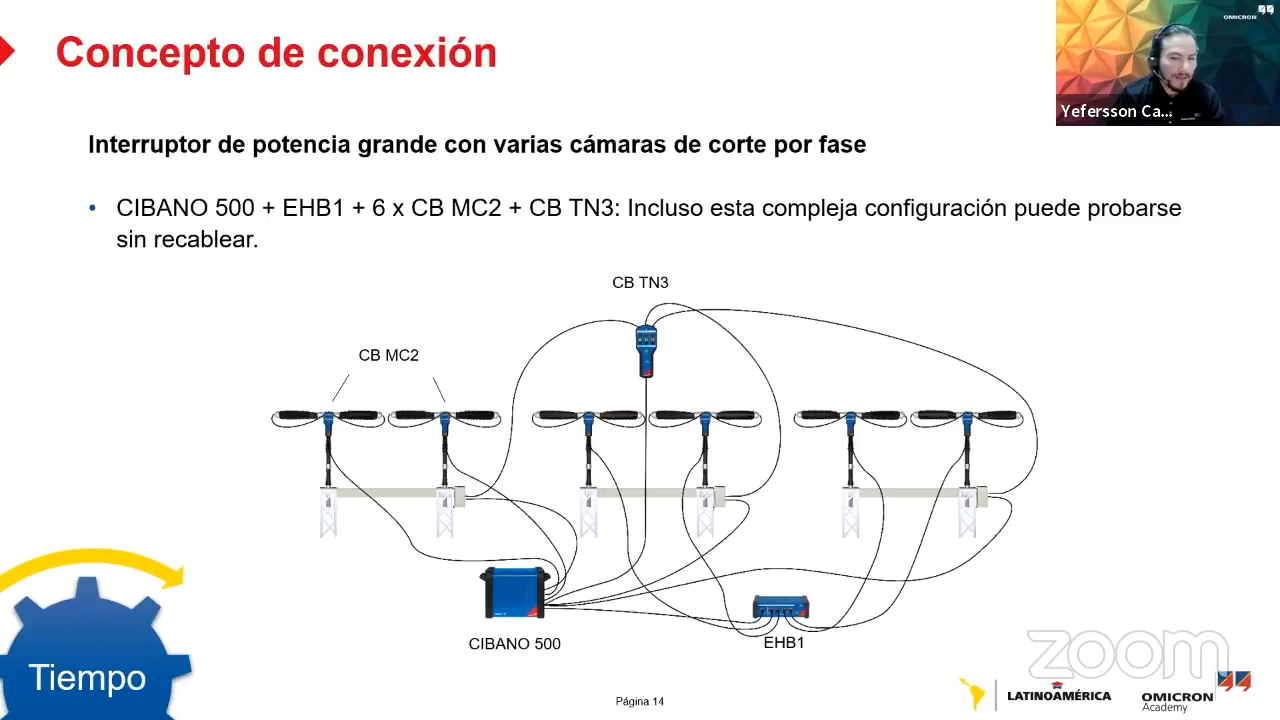 Concepto de conexión
OMICRON
Yefersson Ca...
Interruptor de potencia grande con varias cámaras de corte por fase
• CIBANO 500 + EHB1 + 6 x CB MC2 + CB TN3: Incluso esta compleja configuración puede probarse
sin recablear.
CB TN3
CB MC2
CIBANO 500
EHB1
Tiempo
zoom
Página 14
LATINOAMÉRICA
OMICRON
Academy